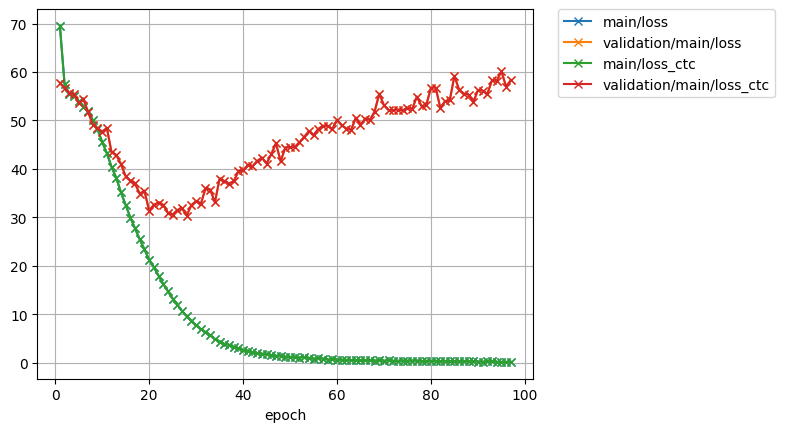 70
60
50
40
30
20
10
0
0 20 40 60 80 100
epoch
main/loss
validation/main/loss
main/loss_ctc
validation/main/loss_ctc